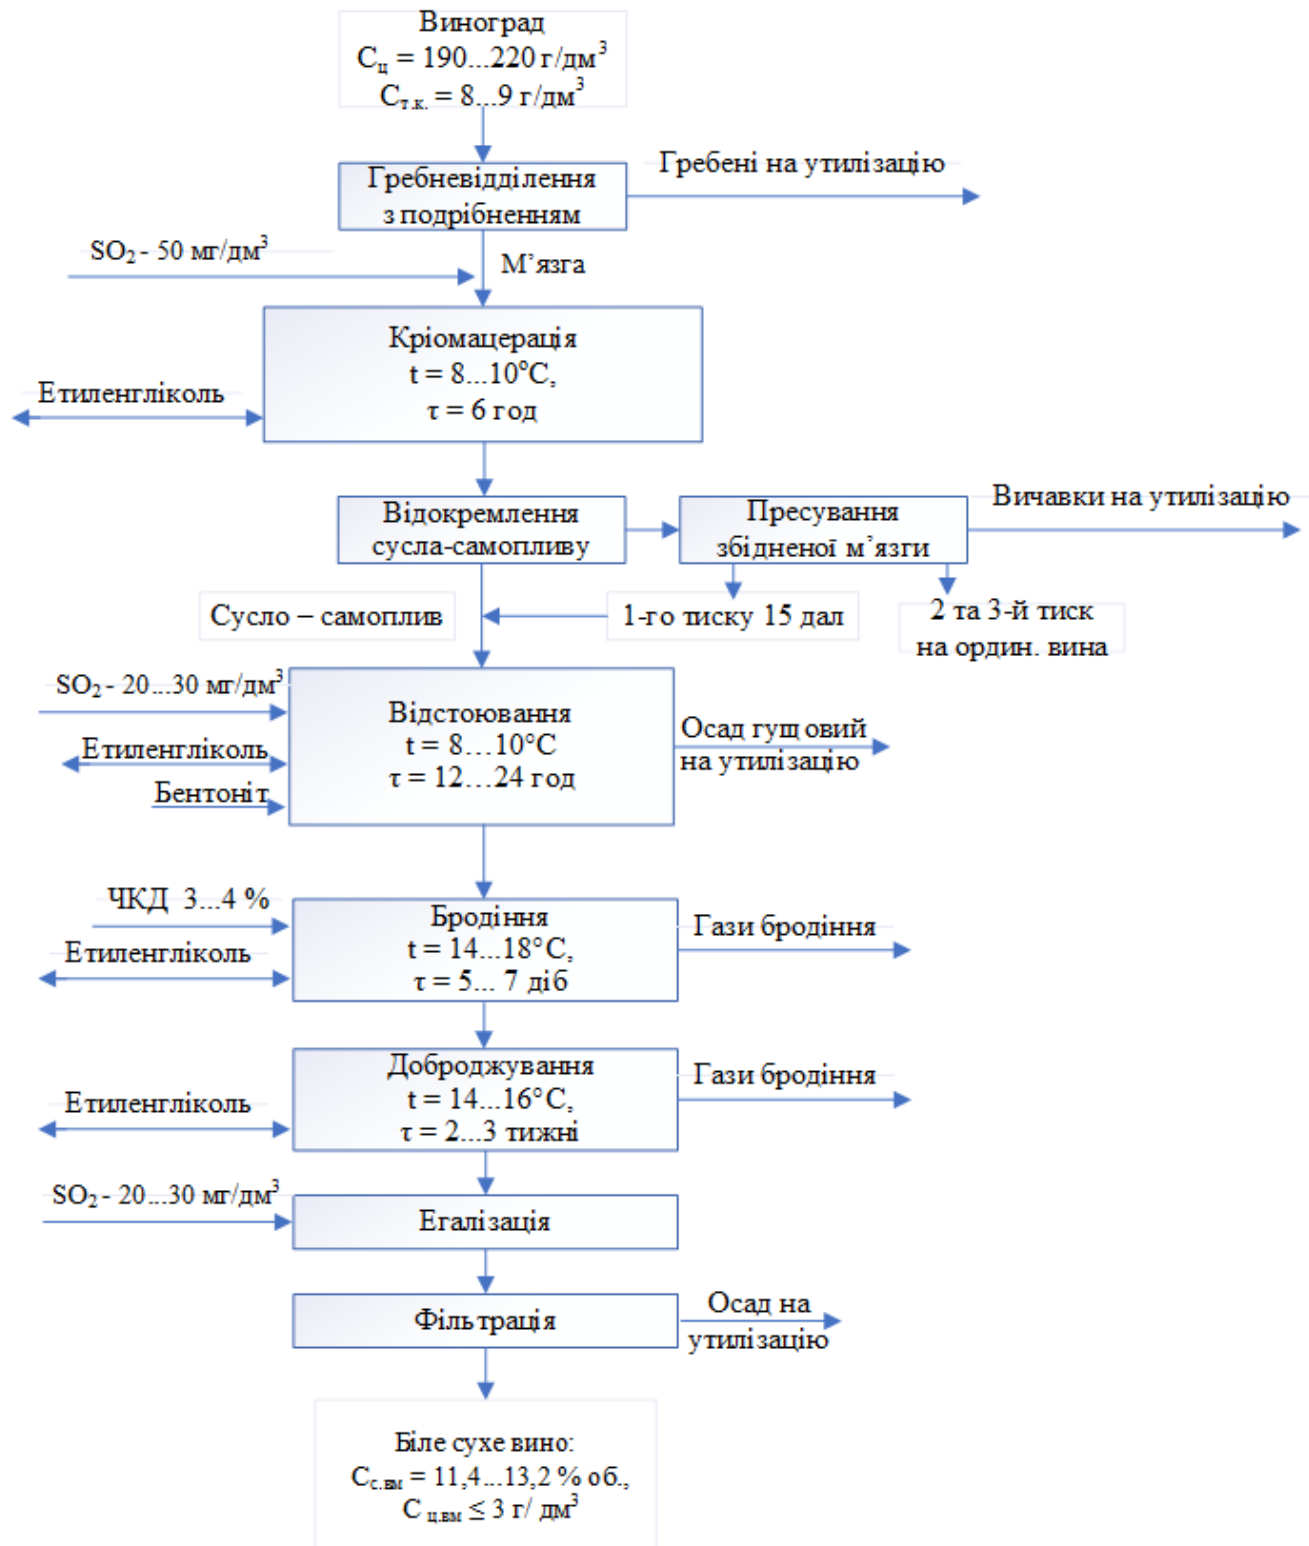 Виноград
Сц = 190...220 г/дм³
Ст.к. = 8...9 г/дм³
Гребневідділення
з подрібненням
Гребені на утилізацію
SO₂ - 50 мг/дм³
М’язга
Кріомацерація
t = 8...10°С,
τ = 6 год
Етиленгліколь
Відокремлення
сусла-самопливу
Пресування
збідненої м’язги
Вичавки на утилізацію
Сусло – самоплив
1-го тиску 15 дал
2 та 3-й тиск
на ордин. вина
SO₂ - 20...30 мг/дм³
Етиленгліколь
Бентоніт
Відстоювання
t = 8…10°С
τ = 12…24 год
Осад гущовий
на утилізацію
ЧКД 3...4 %
Етиленгліколь
Бродіння
t = 14...18°С,
τ = 5... 7 діб
Гази бродіння
Доброджування
t = 14...16°С,
τ = 2...3 тижні
Етиленгліколь
Гази бродіння
SO₂ - 20...30 мг/дм³
Егалізація
Фільтрація
Осад на
утилізацію
Біле сухе вино:
Сс.вм = 11,4...13,2 % об.,
С ц.вм ≤ 3 г/ дм³